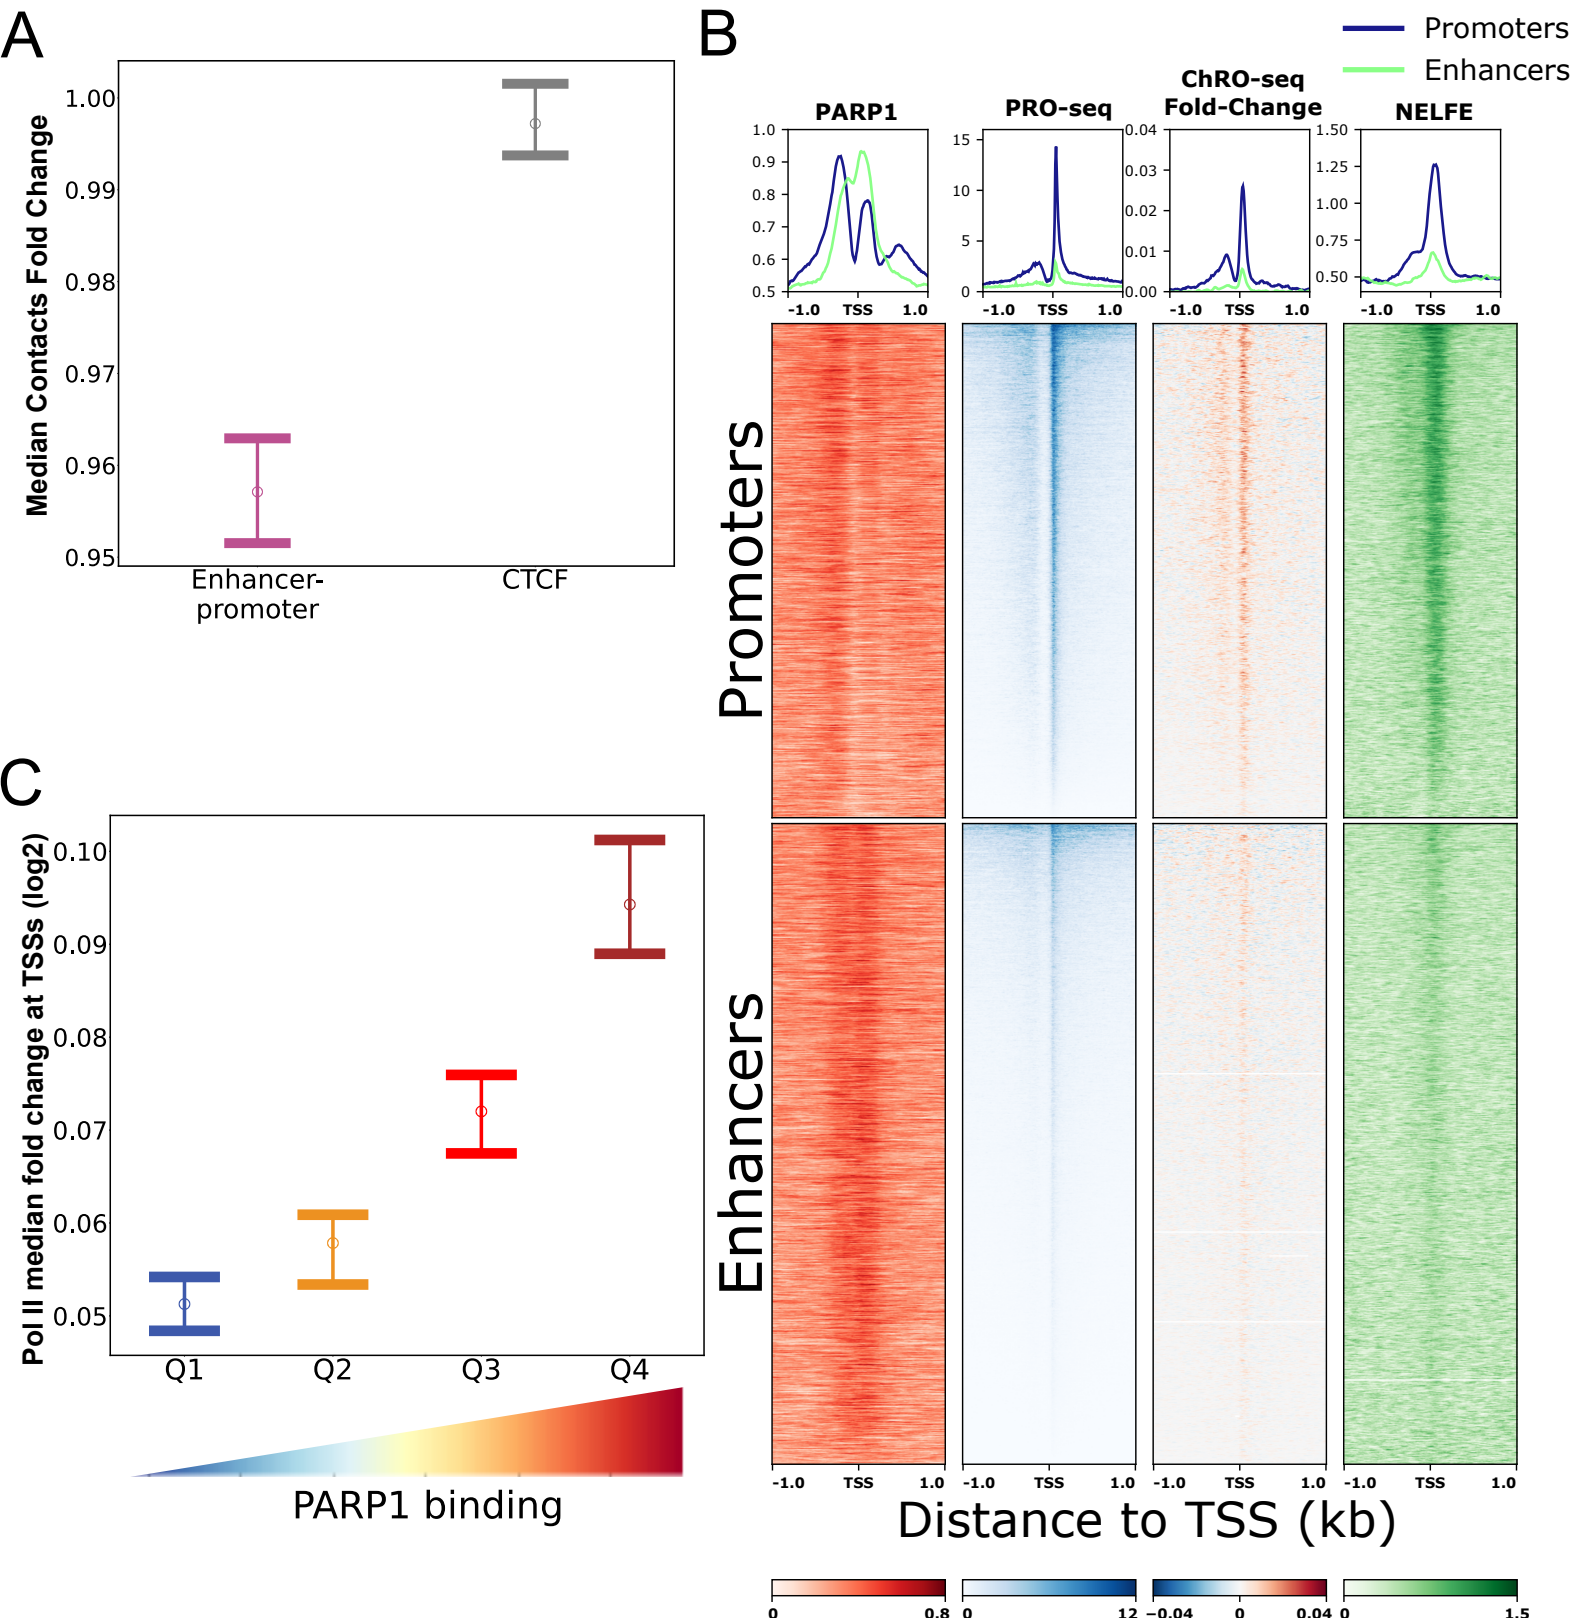 A
Median Contacts Fold Change
1.00
0.99
0.98
0.97
0.96
0.95
Enhancer-
promoter
CTCF
B
Promoters
Enhancers
PARP1
1.0
0.9
0.8
0.7
0.6
0.5
-1.0 TSS 1.0
PRO-seq
15
10
5
0
-1.0 TSS 1.0
ChRO-seq
Fold-Change
0.04
0.03
0.02
0.01
0.00
-1.0 TSS 1.0
NELFE
1.50
1.25
1.00
0.75
0.50
-1.0 TSS 1.0
Promoters
Enhancers
-1.0 TSS 1.0
-1.0 TSS 1.0
-1.0 TSS 1.0
-1.0 TSS 1.0
Distance to TSS (kb)
0 0.8
0 12
−0.04 0 0.04
0 1.5
C
Pol II median fold change at TSSs (log2)
0.10
0.09
0.08
0.07
0.06
0.05
Q1 Q2 Q3 Q4
PARP1 binding